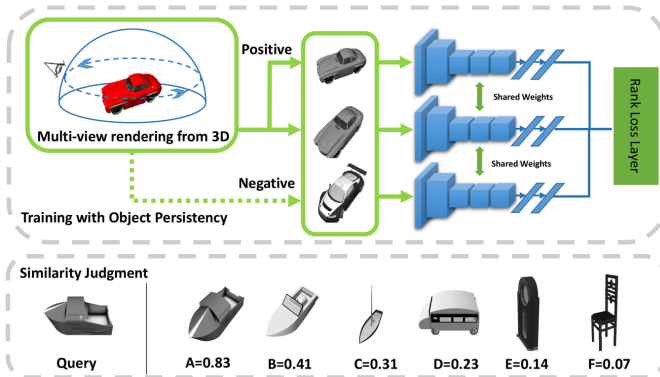 Positive
Multi-view rendering from 3D
Negative
Training with Object Persistency
Shared Weights
Shared Weights
Rank Loss Layer
Similarity Judgment
Query
A=0.83
B=0.41
C=0.31
D=0.23
E=0.14
F=0.07